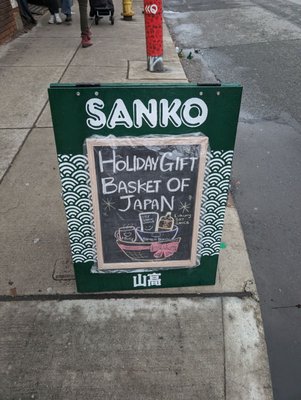 SANKO
HOLIDAY GIFT
BASKET OF
JAPAN
山高